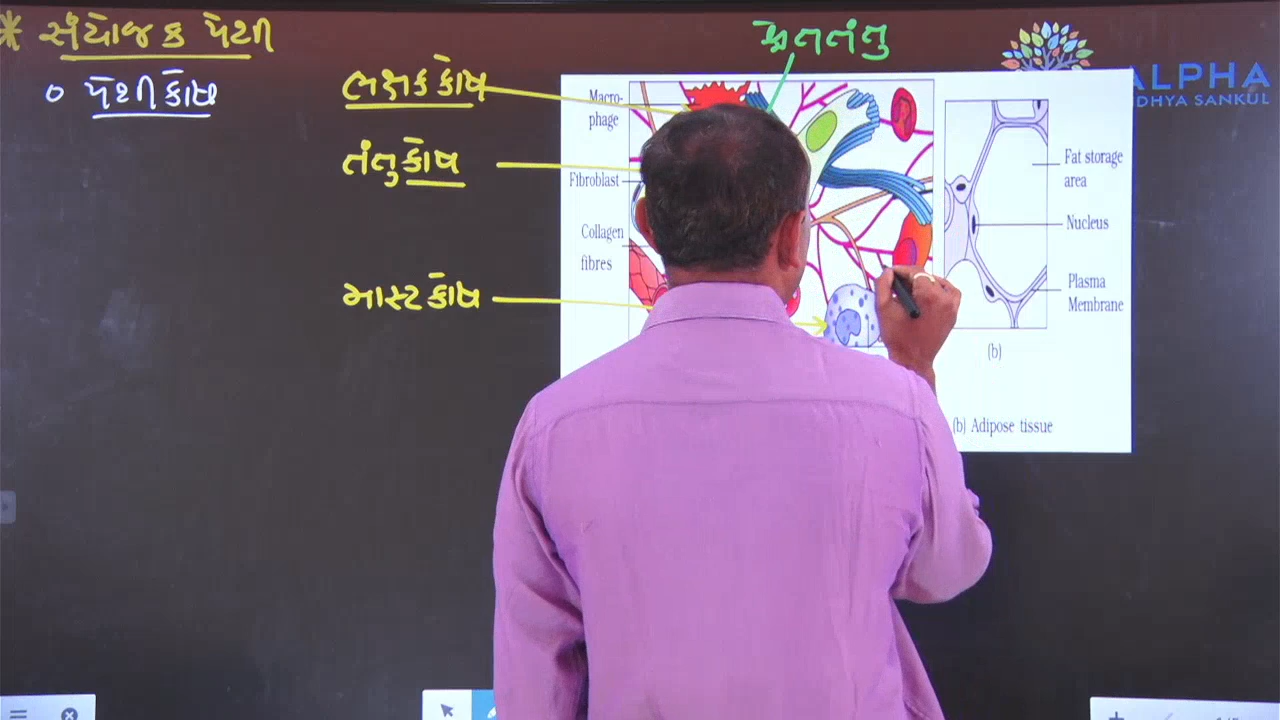 * સંયોજક પેશી
શ્વેતતંતુ
○ પેશીકોષ
ભક્ષકકોષ
તંતુકોષ
માસ્ટકોષ
ALPHA
DHYA SANKUL
Macro-
phage
Fibroblast
Collagen
fibres
Fat storage
area
Nucleus
Plasma
Membrane
(b)
(b) Adipose tissue